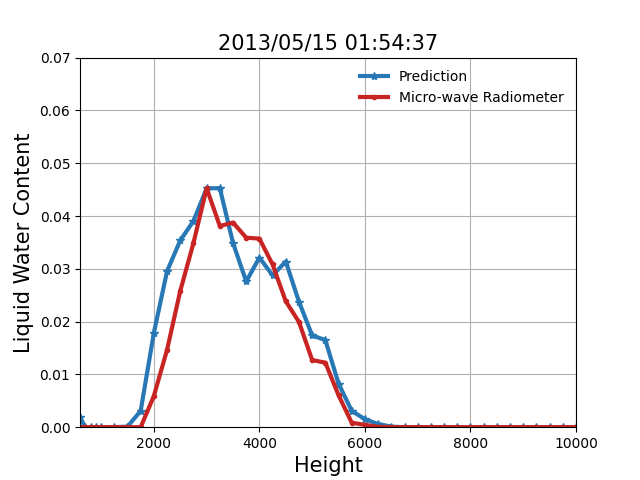 2013/05/15 01:54:37
0.07
0.06
0.05
0.04
0.03
0.02
0.01
0.00
Liquid Water Content
Prediction
Micro-wave Radiometer
2000 4000 6000 8000 10000
Height